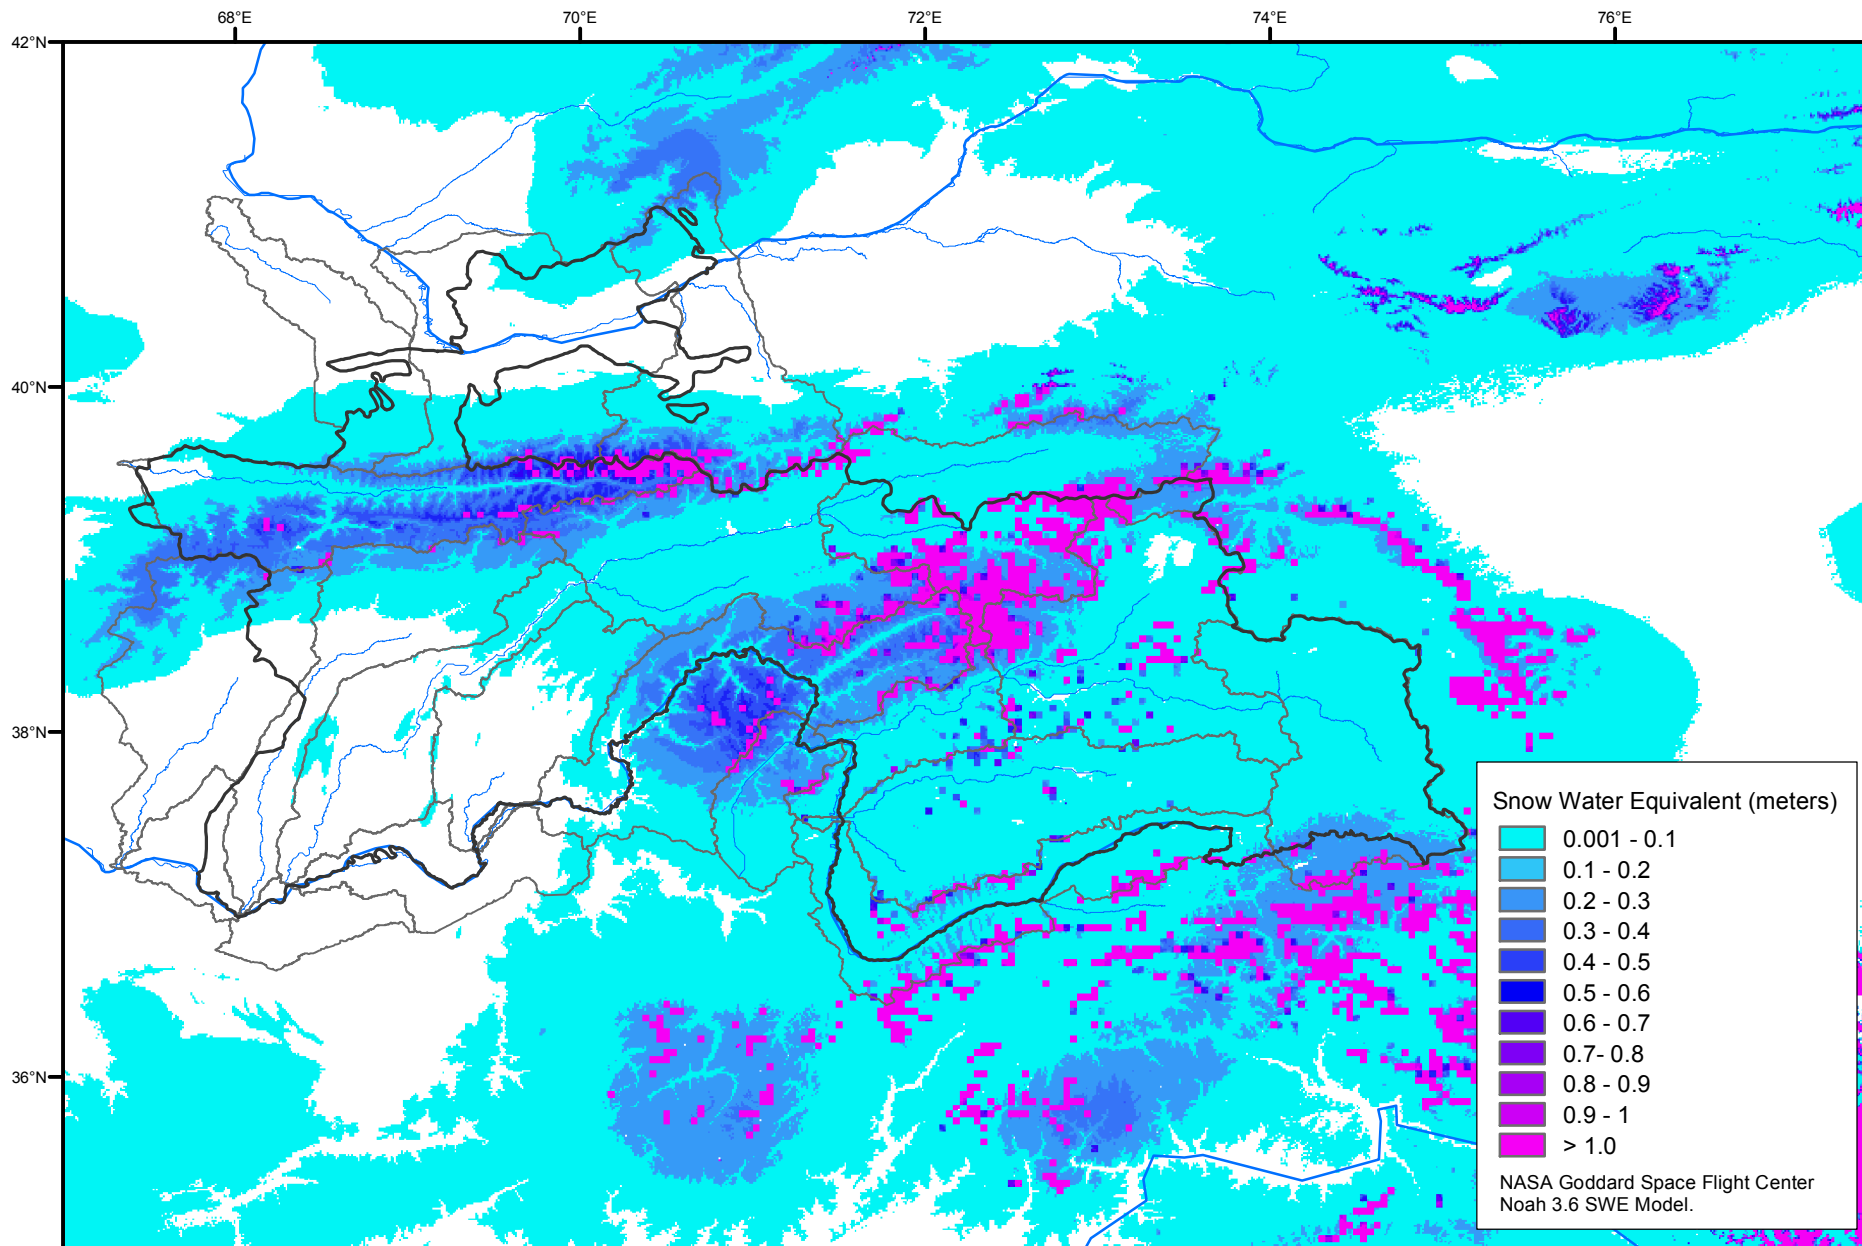 68°E 70°E 72°E 74°E 76°E
42°N
40°N
38°N
36°N
Snow Water Equivalent (meters)
0.001 - 0.1
0.1 - 0.2
0.2 - 0.3
0.3 - 0.4
0.4 - 0.5
0.5 - 0.6
0.6 - 0.7
0.7- 0.8
0.8 - 0.9
0.9 - 1
> 1.0
NASA Goddard Space Flight Center
Noah 3.6 SWE Model.